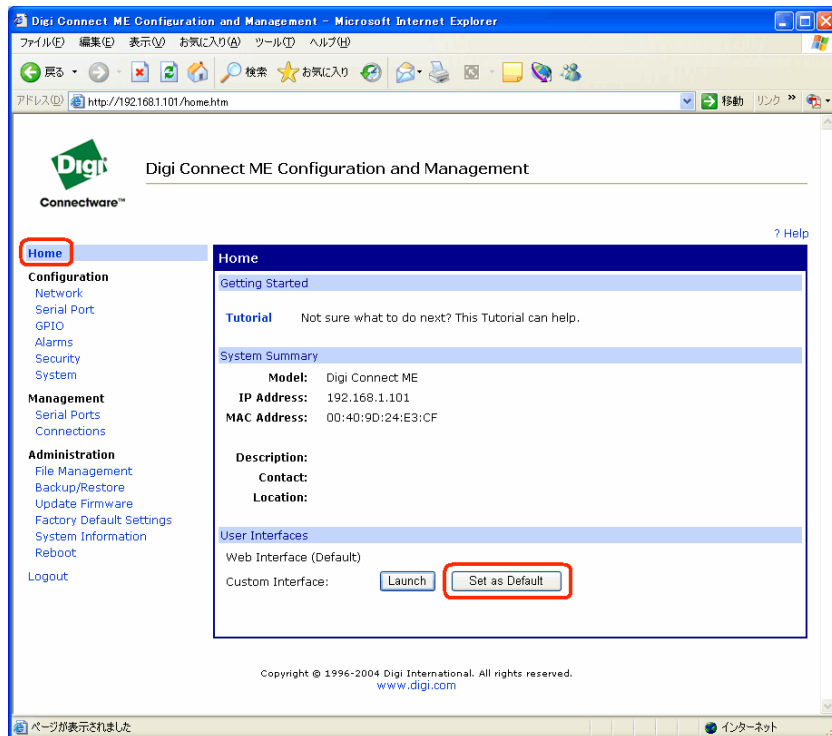 Digi Connect ME Configuration and Management - Microsoft Internet Explorer
ファイル(F) 編集(E) 表示(V) お気に入り(A) ツール(T) ヘルプ(H)
戻る 検索 お気に入り
アドレス(D) http://192.168.1.101/home.htm 移動 リンク »
Digi
Connectware™
Digi Connect ME Configuration and Management
? Help
Home
Configuration
Network
Serial Port
GPIO
Alarms
Security
System
Management
Serial Ports
Connections
Administration
File Management
Backup/Restore
Update Firmware
Factory Default Settings
System Information
Reboot
Logout
Home
Getting Started
Tutorial Not sure what to do next? This Tutorial can help.
System Summary
Model: Digi Connect ME
IP Address: 192.168.1.101
MAC Address: 00:40:9D:24:E3:CF
Description:
Contact:
Location:
User Interfaces
Web Interface (Default)
Custom Interface: Launch Set as Default
Copyright © 1996-2004 Digi International. All rights reserved.
www.digi.com
ページが表示されました インターネット